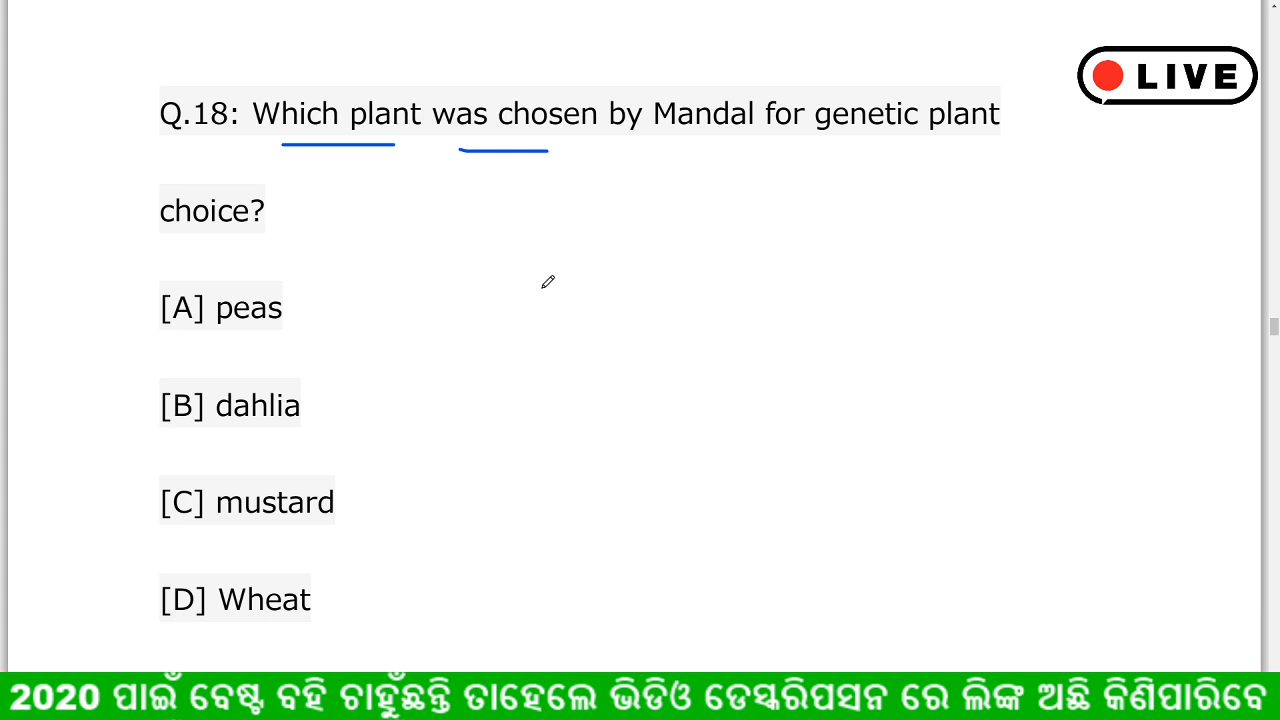 LIVE
Q.18: Which plant was chosen by Mandal for genetic plant
choice?
[A] peas
[B] dahlia
[C] mustard
[D] Wheat
2020 ପାଇଁ ବେଷ୍ଟ ବହି ଚାହୁଁଛନ୍ତି ତାହେଲେ ଭିଡିଓ ଡେସ୍କରିପସନ ରେ ଲିଙ୍କ ଅଛି କିଣିପାରିବେ